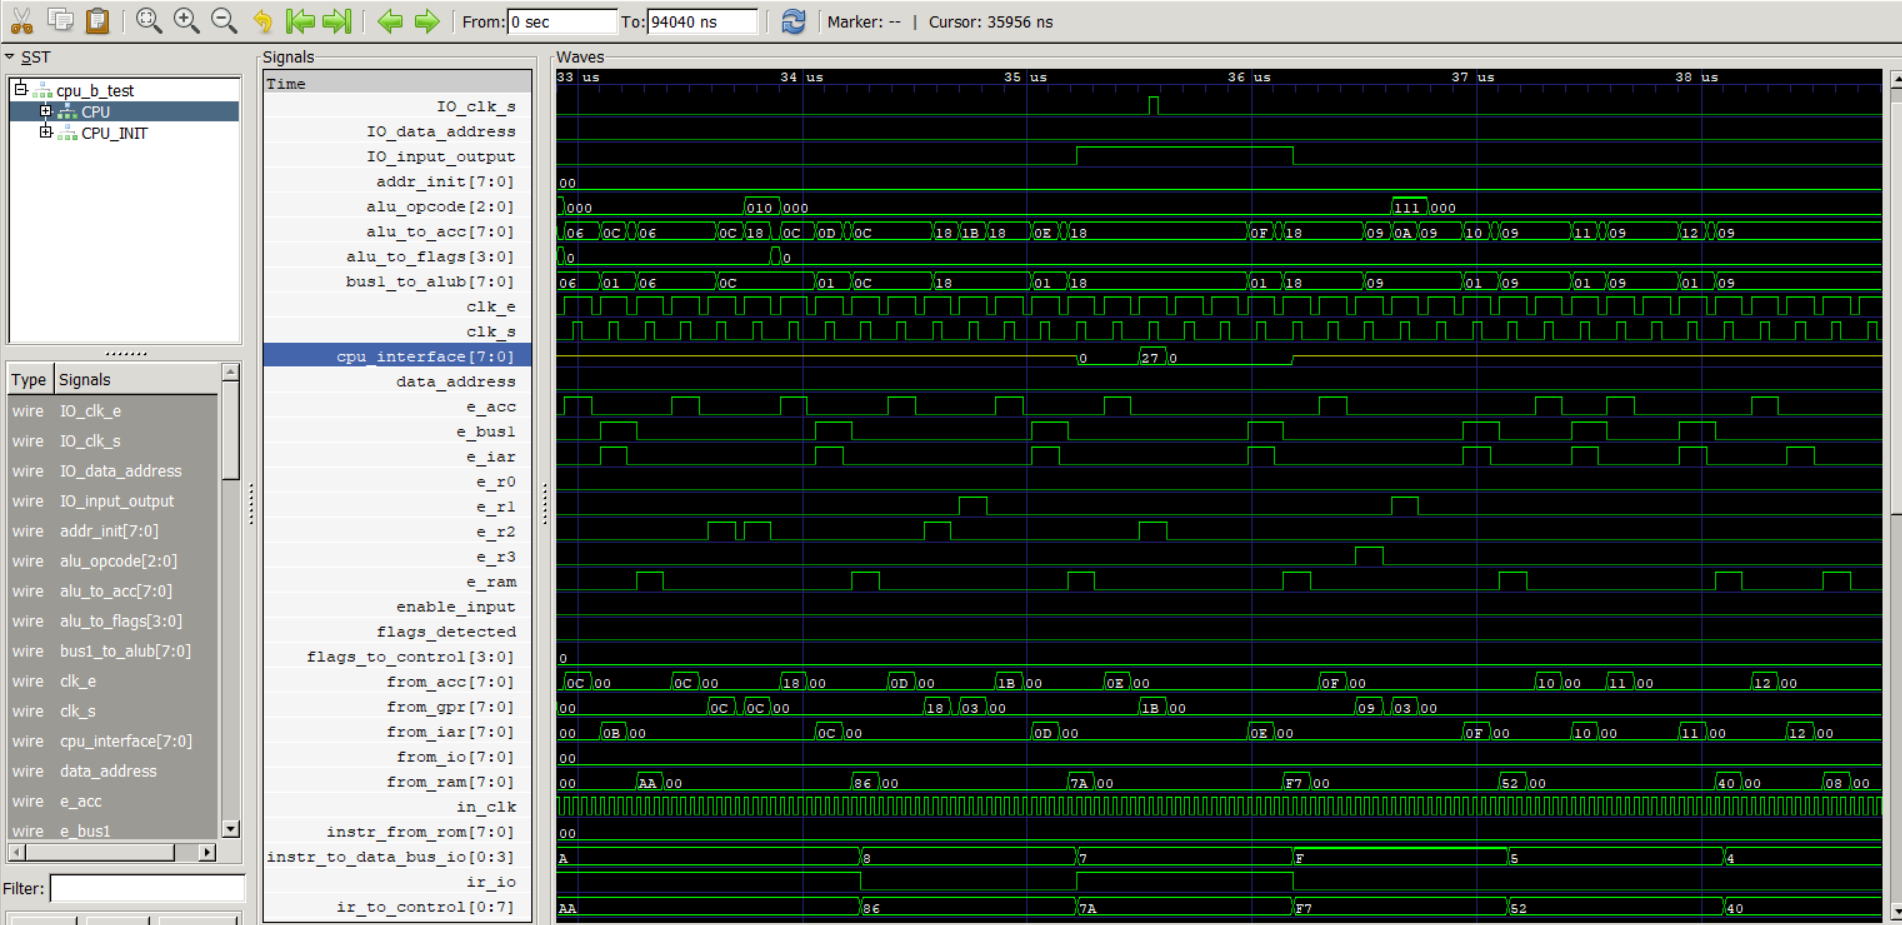 From: 0 sec To: 94040 ns Marker: -- | Cursor: 35956 ns
SST
cpu_b_test
CPU
CPU_INIT
Type Signals
wire IO_clk_e
wire IO_clk_s
wire IO_data_address
wire IO_input_output
wire addr_init[7:0]
wire alu_opcode[2:0]
wire alu_to_acc[7:0]
wire alu_to_flags[3:0]
wire bus1_to_alub[7:0]
wire clk_e
wire clk_s
wire cpu_interface[7:0]
wire data_address
wire e_acc
wire e_bus1
Filter:
Signals
Time
IO_clk_s
IO_data_address
IO_input_output
addr_init[7:0]
alu_opcode[2:0]
alu_to_acc[7:0]
alu_to_flags[3:0]
bus1_to_alub[7:0]
clk_e
clk_s
cpu_interface[7:0]
data_address
e_acc
e_bus1
e_iar
e_r0
e_r1
e_r2
e_r3
e_ram
enable_input
flags_detected
flags_to_control[3:0]
from_acc[7:0]
from_gpr[7:0]
from_iar[7:0]
from_io[7:0]
from_ram[7:0]
in_clk
instr_from_rom[7:0]
instr_to_data_bus_io[0:3]
ir_io
ir_to_control[0:7]
Waves
33 us 34 us 35 us 36 us 37 us 38 us
00
000 010 000 111 000
06 0C 06 0C 18 0C 0D 0C 18 1B 18 0E 18 0F 18 09 0A 09 10 09 11 09 12 09
0 0
06 01 06 0C 01 0C 18 01 18 01 18 09 01 09 01 09 01 09
0 27 0
0
0C 00 0C 00 18 00 0D 00 1B 00 0E 00 0F 00 10 00 11 00 12 00
00 0C 0C 00 18 03 00 1B 00 09 03 00
00 0B 00 0C 00 0D 00 0E 00 0F 00 10 00 11 00 12 00
00
00 AA 00 86 00 7A 00 F7 00 52 00 40 00 08 00
00
A 8 7 F 5 4
AA 86 7A F7 52 40